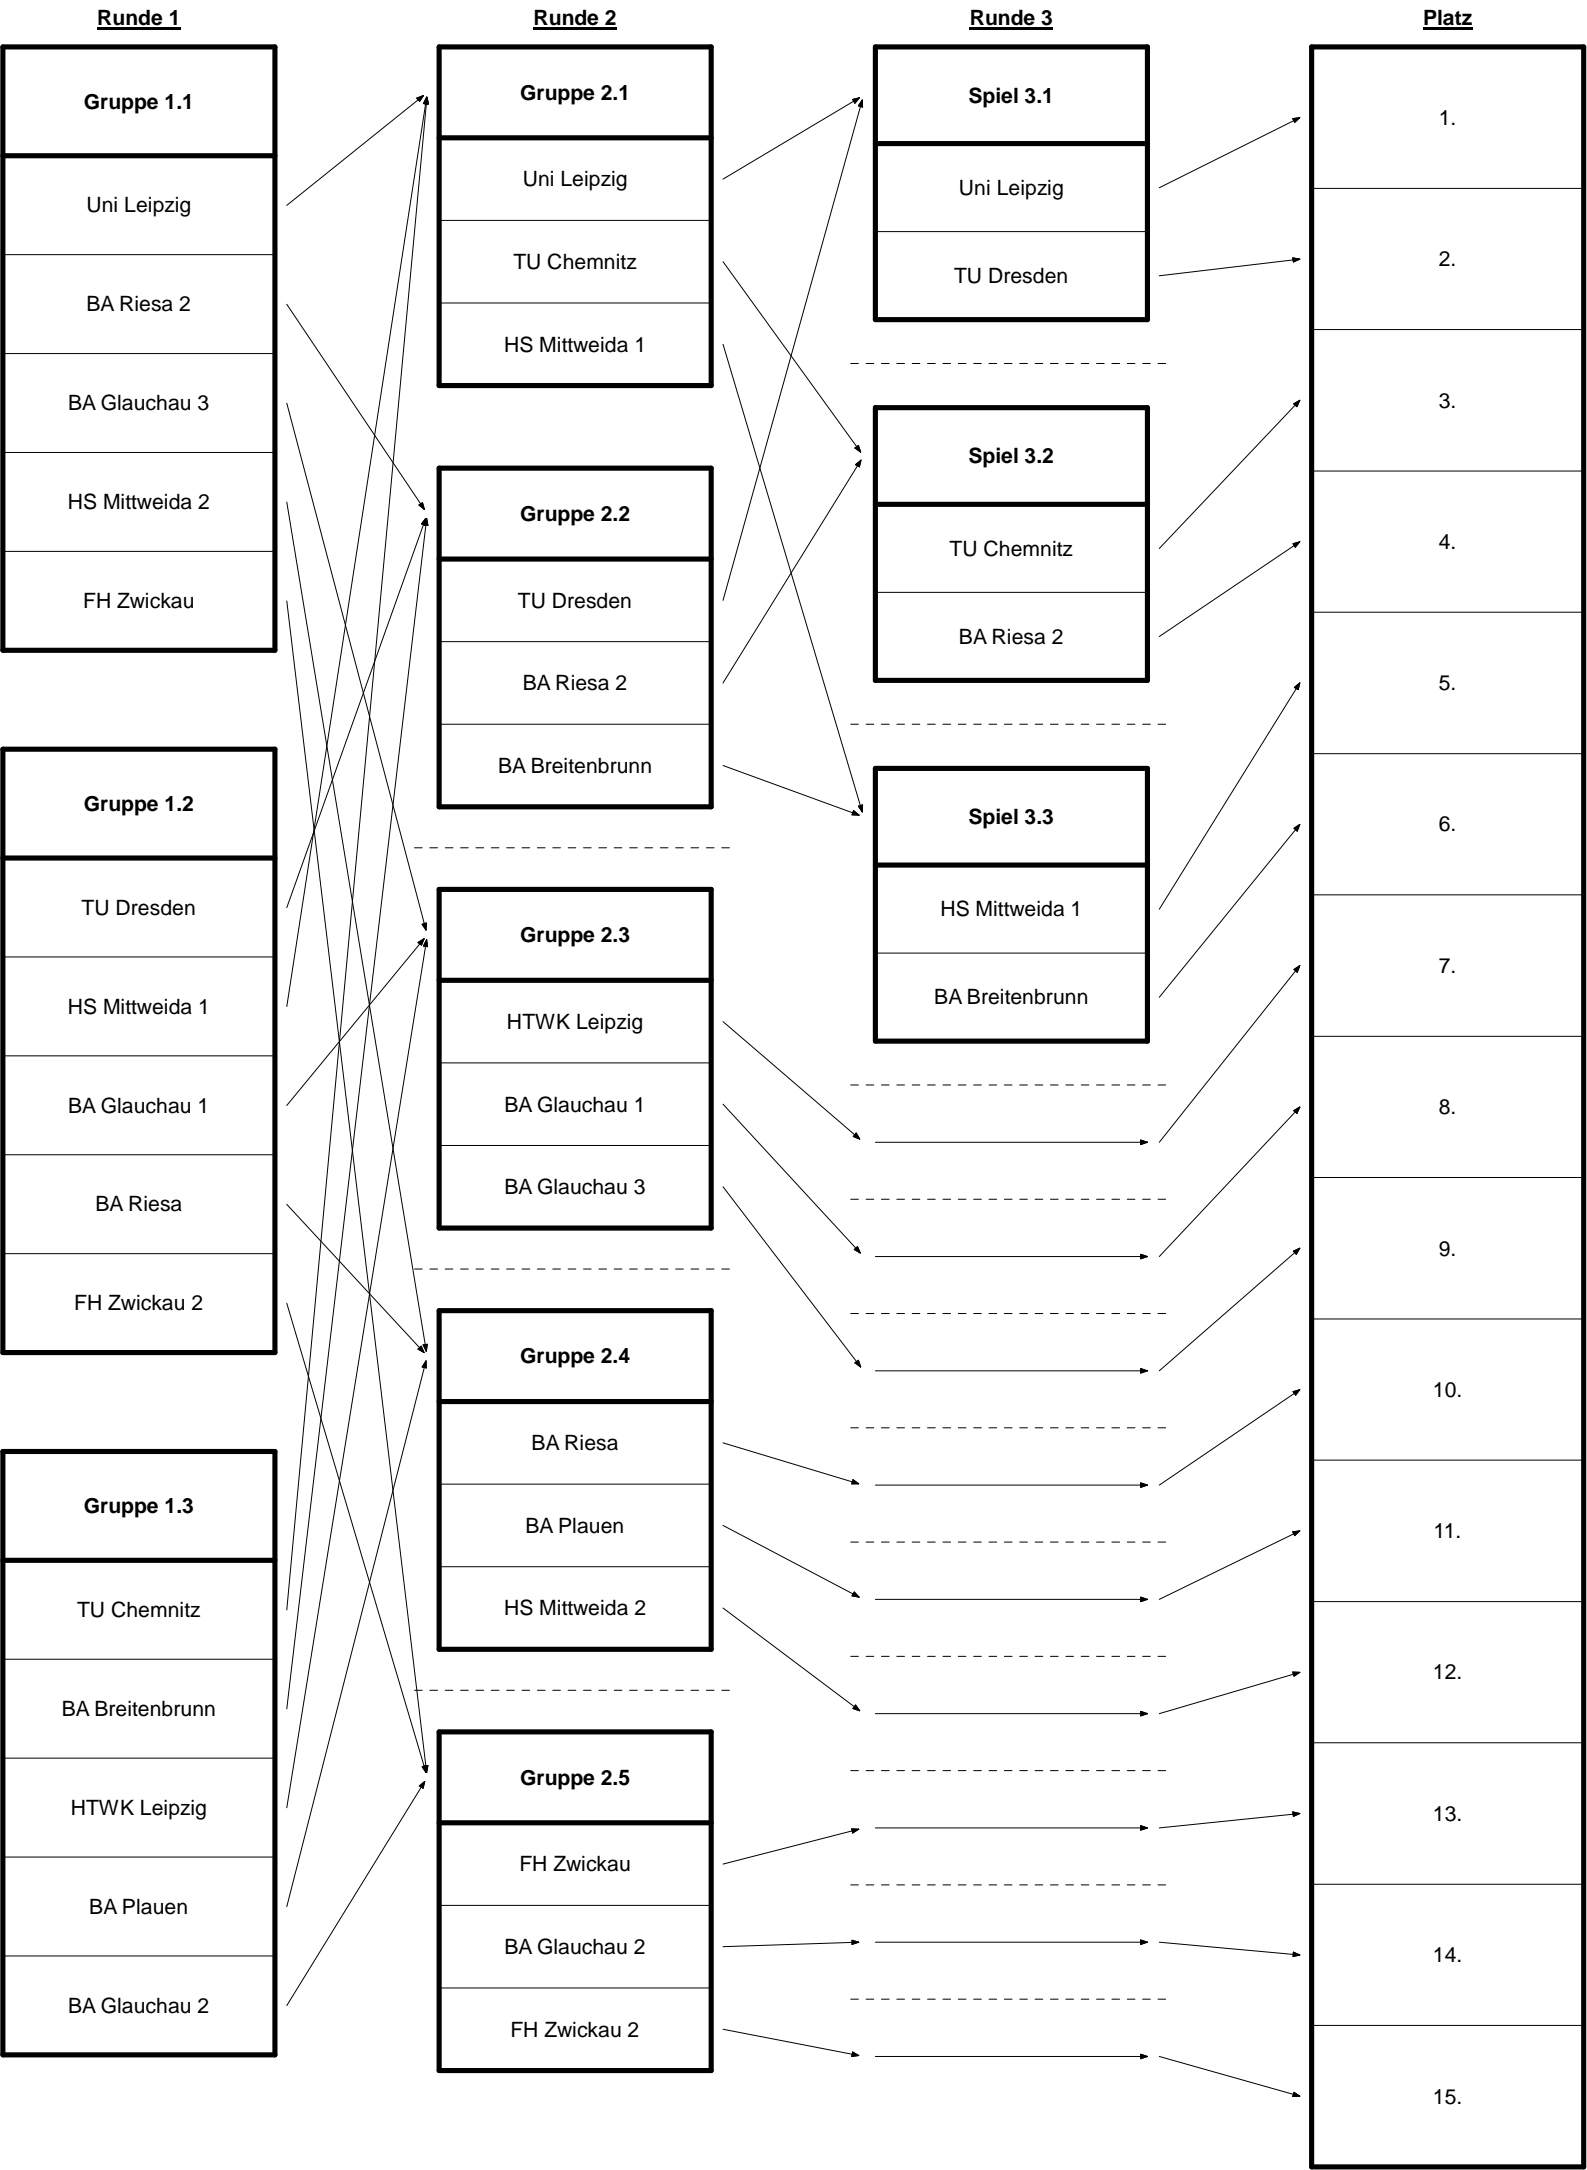 Runde 1
Runde 2
Runde 3
Platz
Gruppe 1.1
Uni Leipzig
BA Riesa 2
BA Glauchau 3
HS Mittweida 2
FH Zwickau
Gruppe 1.2
TU Dresden
HS Mittweida 1
BA Glauchau 1
BA Riesa
FH Zwickau 2
Gruppe 1.3
TU Chemnitz
BA Breitenbrunn
HTWK Leipzig
BA Plauen
BA Glauchau 2
Gruppe 2.1
Uni Leipzig
TU Chemnitz
HS Mittweida 1
Gruppe 2.2
TU Dresden
BA Riesa 2
BA Breitenbrunn
Gruppe 2.3
HTWK Leipzig
BA Glauchau 1
BA Glauchau 3
Gruppe 2.4
BA Riesa
BA Plauen
HS Mittweida 2
Gruppe 2.5
FH Zwickau
BA Glauchau 2
FH Zwickau 2
Spiel 3.1
Uni Leipzig
TU Dresden
Spiel 3.2
TU Chemnitz
BA Riesa 2
Spiel 3.3
HS Mittweida 1
BA Breitenbrunn
1.
2.
3.
4.
5.
6.
7.
8.
9.
10.
11.
12.
13.
14.
15.